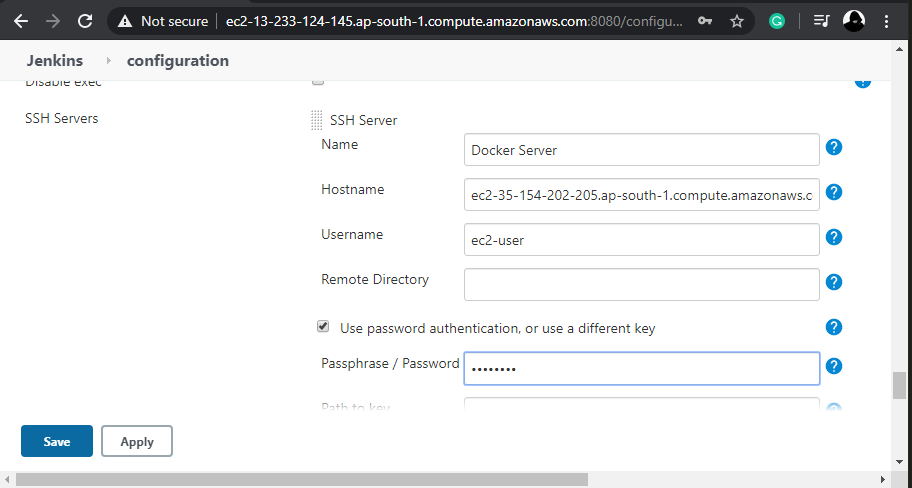 Not secure | ec2-13-233-124-145.ap-south-1.compute.amazonaws.com:8080/configu...
Jenkins configuration
Disable exec
SSH Servers
SSH Server
Name
Docker Server
Hostname
ec2-35-154-202-205.ap-south-1.compute.amazonaws.c
Username
ec2-user
Remote Directory
Use password authentication, or use a different key
Passphrase / Password
••••••••
Path to key
Save
Apply